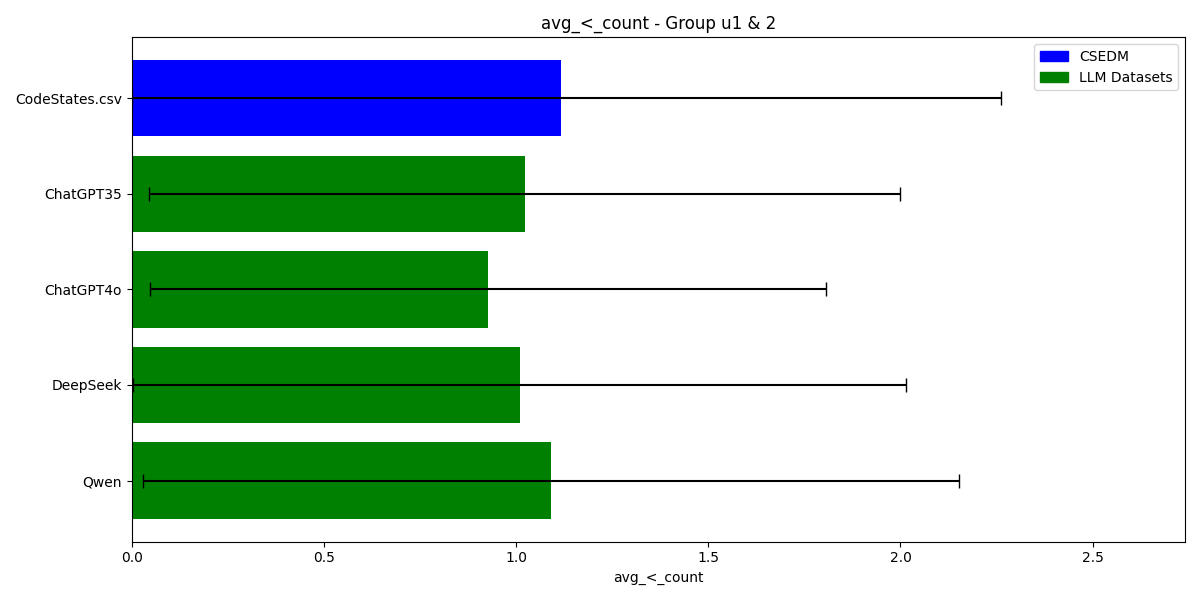 avg_<_count - Group u1 & 2
CSEDM
LLM Datasets
CodeStates.csv
ChatGPT35
ChatGPT4o
DeepSeek
Qwen
0.0 0.5 1.0 1.5 2.0 2.5
avg_<_count